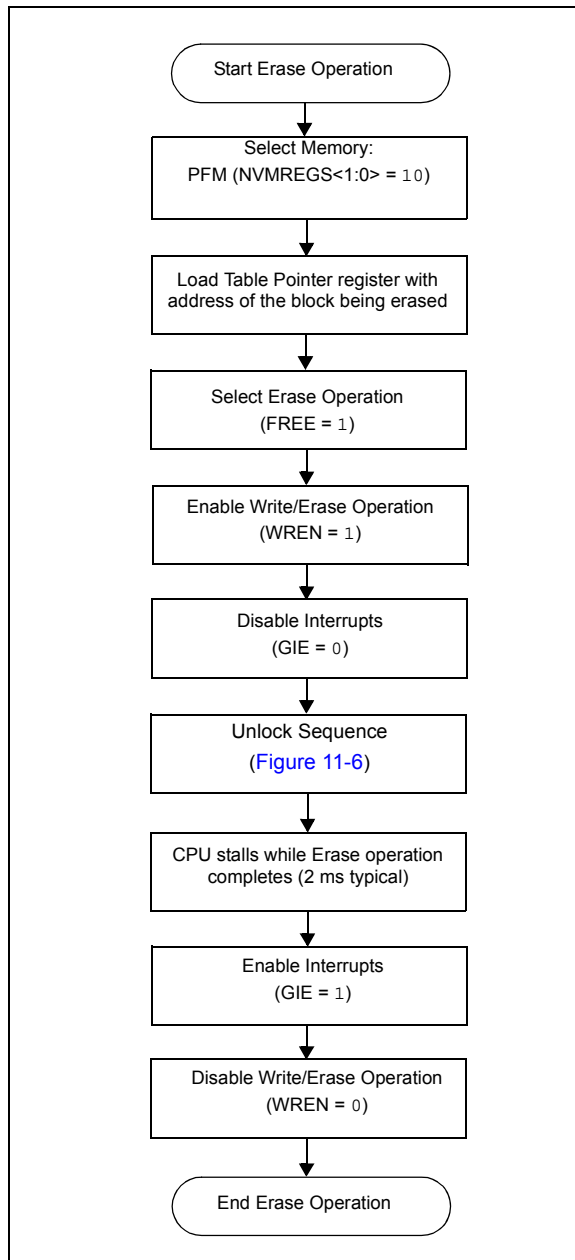 Start Erase Operation
Select Memory:
PFM (NVMREGS<1:0> = 10)
Load Table Pointer register with
address of the block being erased
Select Erase Operation
(FREE = 1)
Enable Write/Erase Operation
(WREN = 1)
Disable Interrupts
(GIE = 0)
Unlock Sequence
(Figure 11-6)
CPU stalls while Erase operation
completes (2 ms typical)
Enable Interrupts
(GIE = 1)
Disable Write/Erase Operation
(WREN = 0)
End Erase Operation